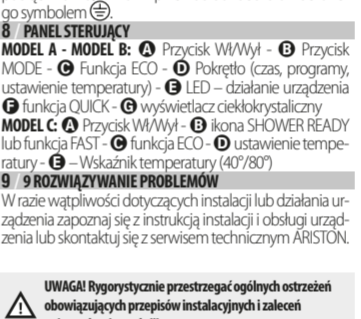 go symbolem
8 / PANEL STERUJĄCY
MODEL A - MODEL B: A Przycisk Wł/Wył - B Przycisk
MODE - C Funkcja ECO - D Pokrętło (czas, programy,
ustawienie temperatury) - E LED – działanie urządzenia
F funkcja QUICK - G wyświetlacz ciekłokrystaliczny
MODEL C: A Przycisk Wł/Wył - B ikona SHOWER READY
lub funkcja FAST - C funkcja ECO - D ustawienie tempe-
ratury - E – Wskaźnik temperatury (40°/80°)
9 / 9 ROZWIĄZYWANIE PROBLEMÓW
W razie wątpliwości dotyczących instalacji lub działania ur-
ządzenia zapoznaj się z instrukcją instalacji i obsługi urząd-
zenia lub skontaktuj się z serwisem technicznym ARISTON.
UWAGA! Rygorystycznie przestrzegać ogólnych ostrzeżeń
obowiązujących przepisów instalacyjnych i zaleceń